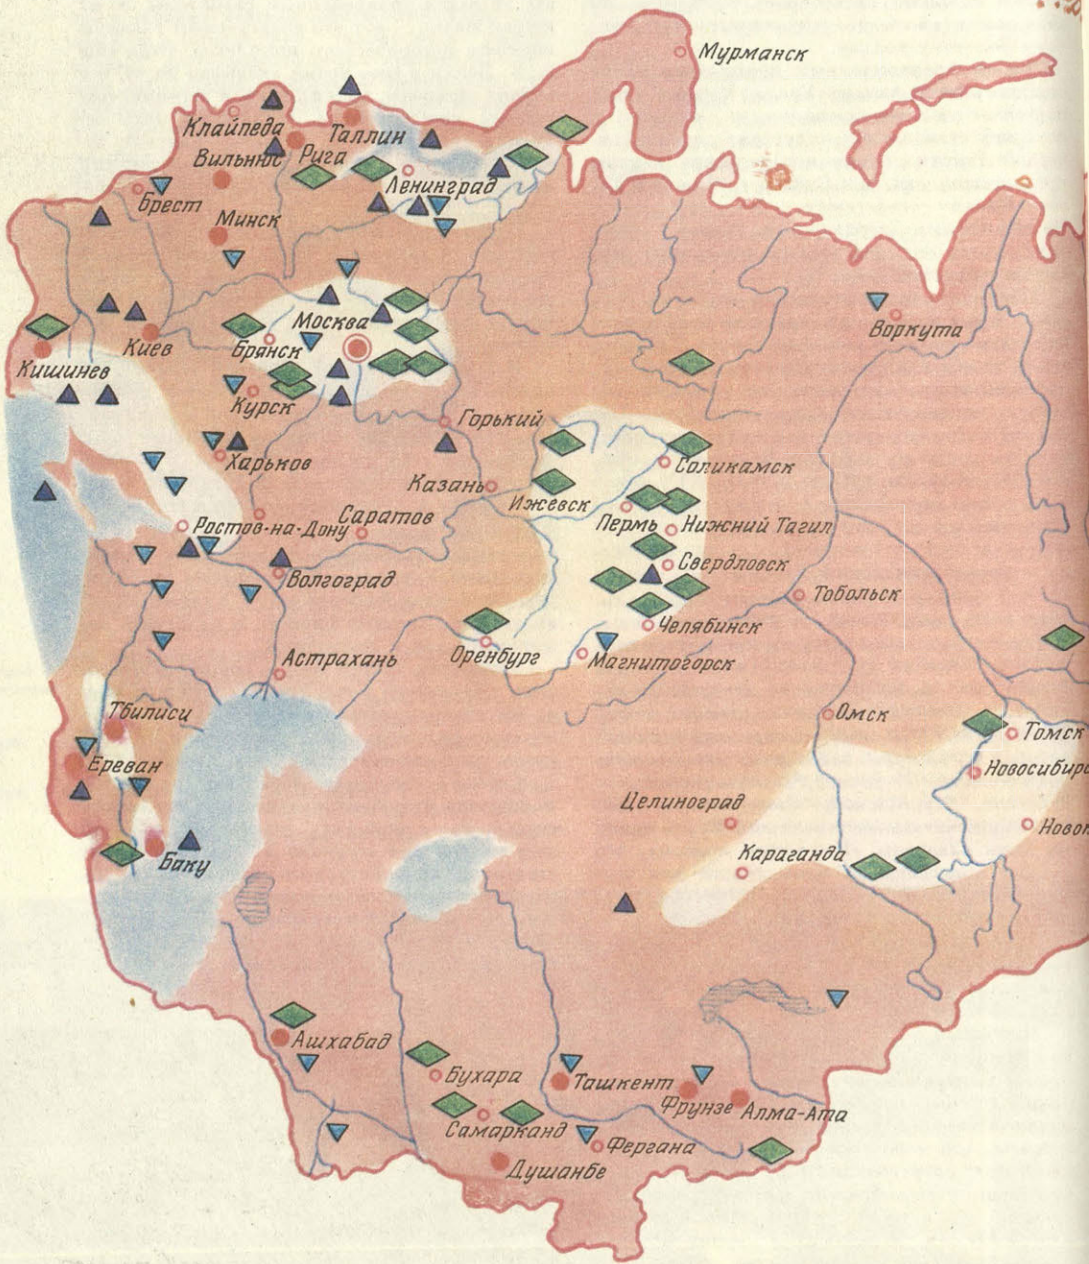 Мурманск
Клайпеда
Таллин
Вильнюс
Рига
Ленинград
Брест
Минск
Воркута
Москва
Киев
Брянск
Кишинев
Курск
Горький
Харьков
Соликамск
Казань
Ижевск
Пермь
Нижний Тагил
Саратов
Ростов-на-Дону
Свердловск
Волгоград
Тобольск
Челябинск
Оренбург
Магнитогорск
Астрахань
Тбилиси
Омск
Томск
Ереван
Новосибирс
Целиноград
Новок
Караганда
Баку
Ашхабад
Бухара
Ташкент
Фрунзе
Алма-Ата
Самарканд
Фергана
Душанбе